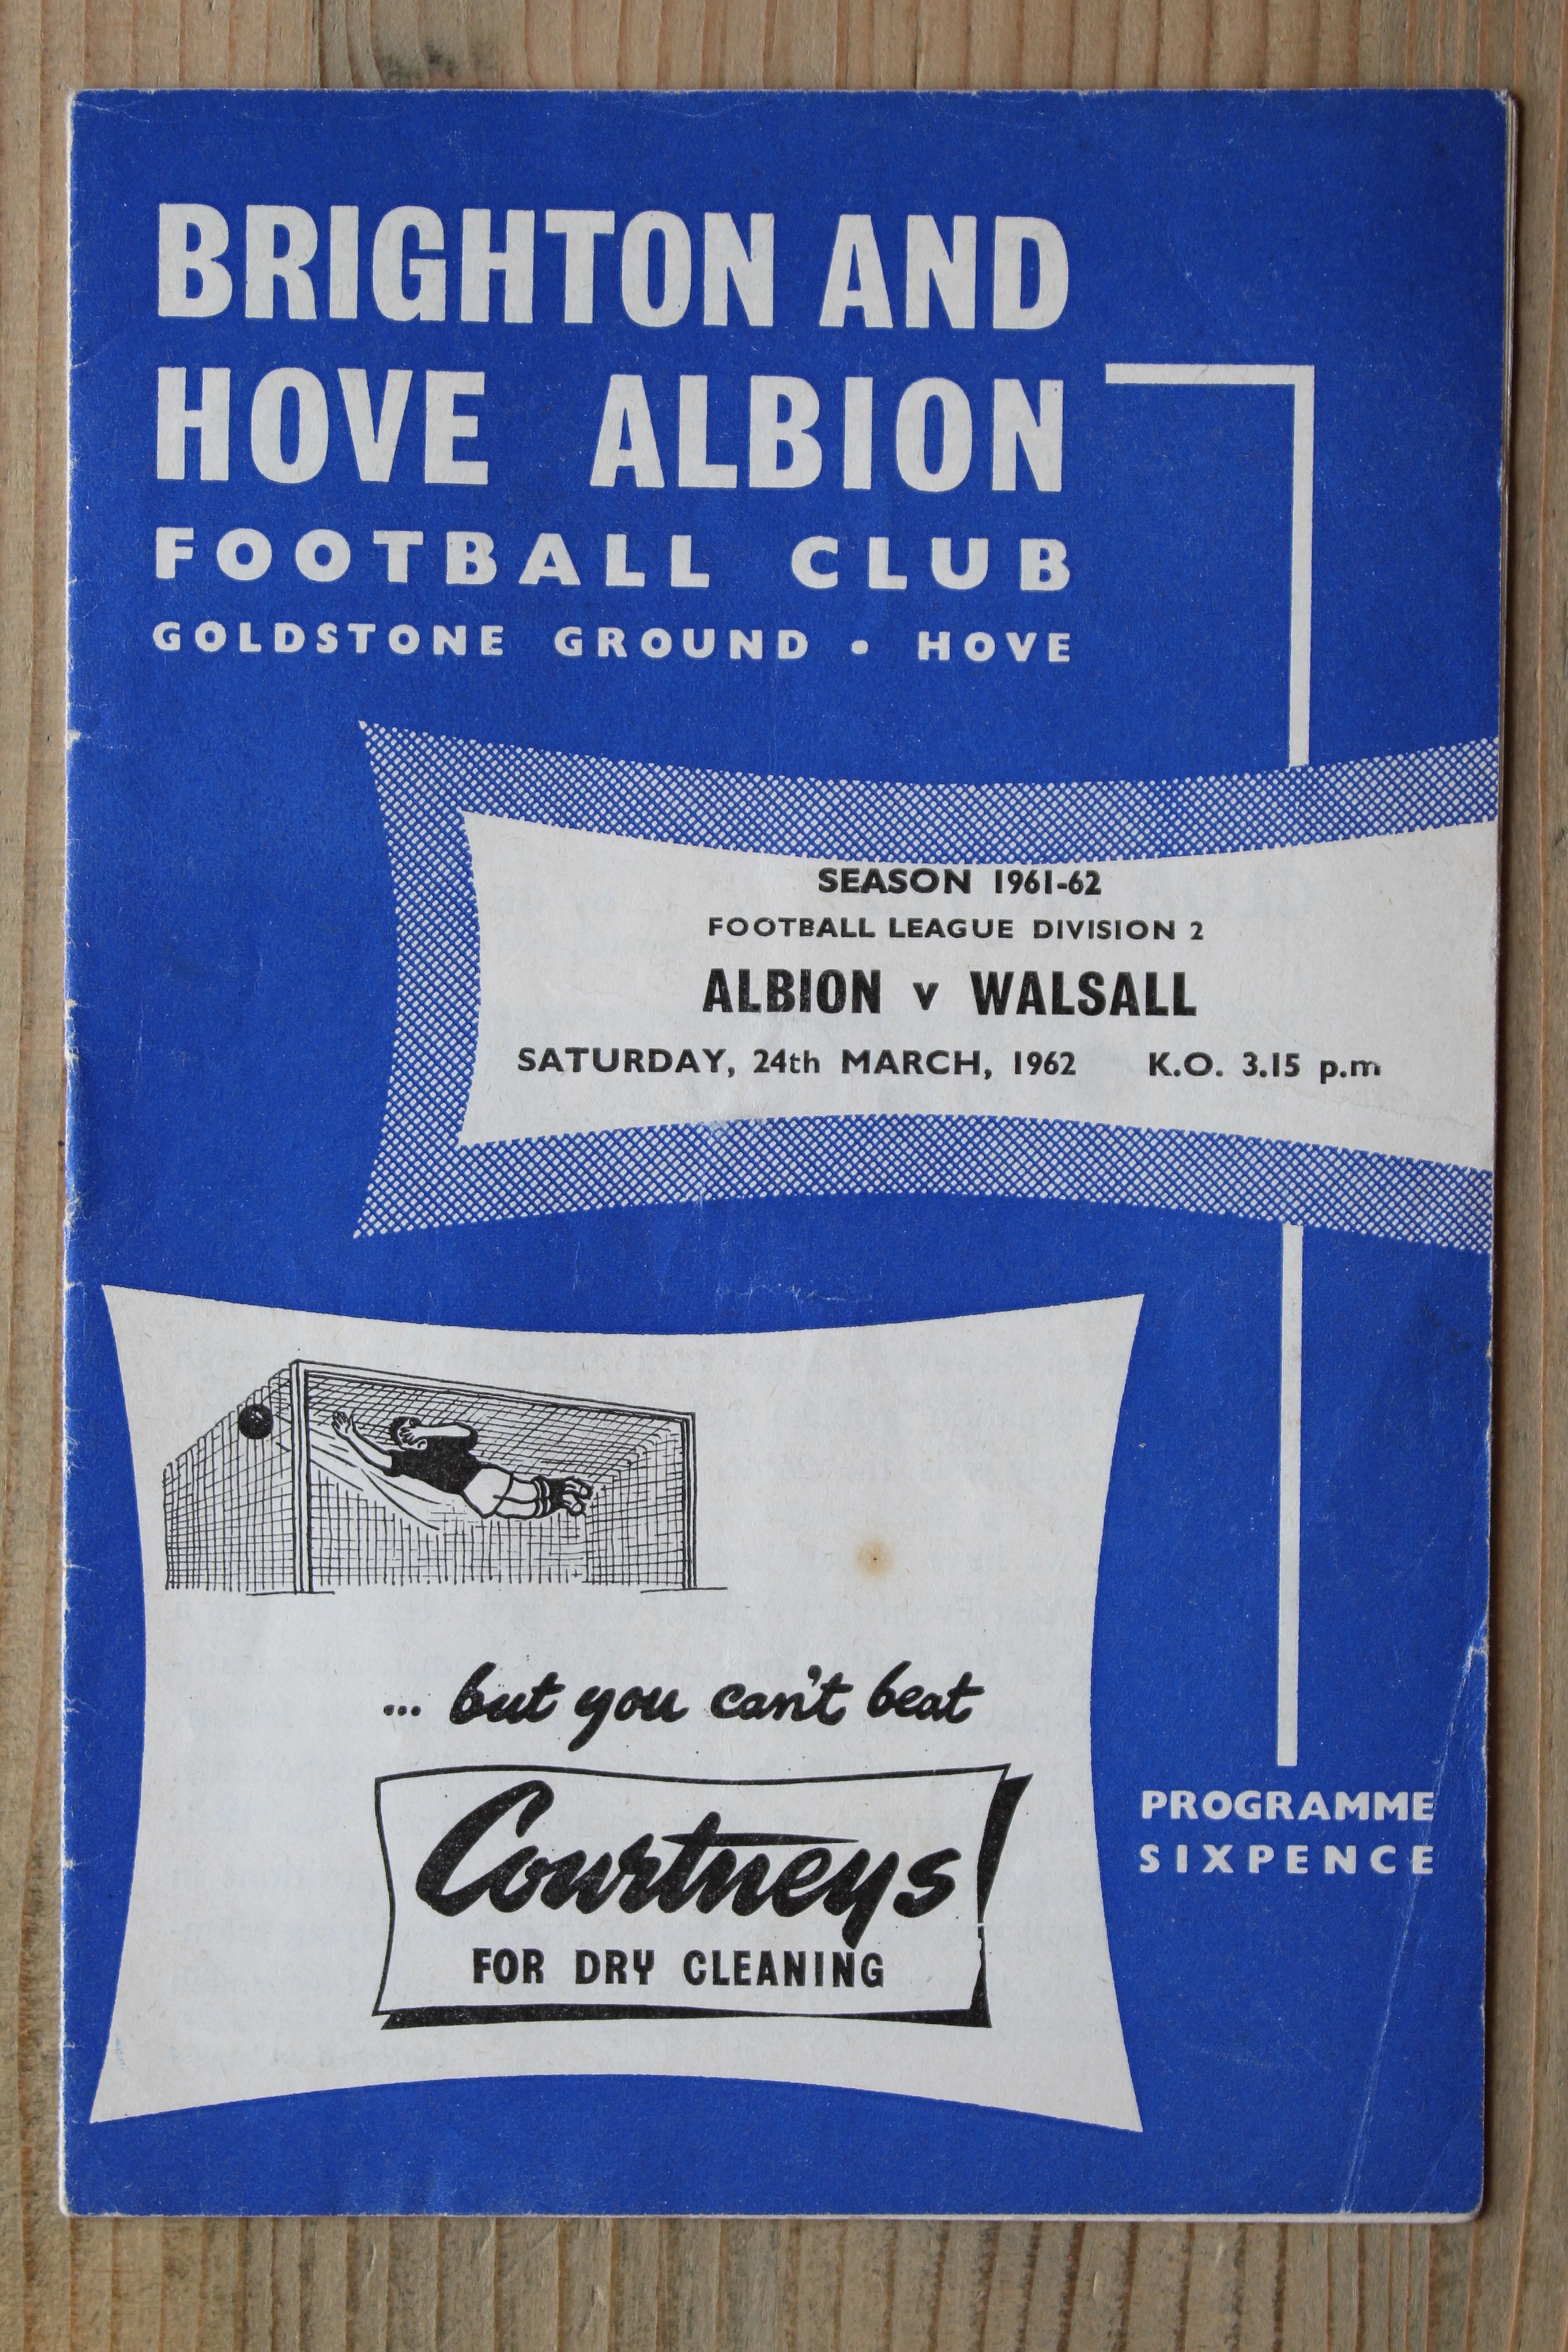 BRIGHTON AND
HOVE ALBION
FOOTBALL CLUB
GOLDSTONE GROUND • HOVE
SEASON 1961-62
FOOTBALL LEAGUE DIVISION 2
ALBION v WALSALL
SATURDAY, 24th MARCH, 1962 K.O. 3.15 p.m
... but you can't beat
Courtneys
FOR DRY CLEANING
PROGRAMME
SIXPENCE